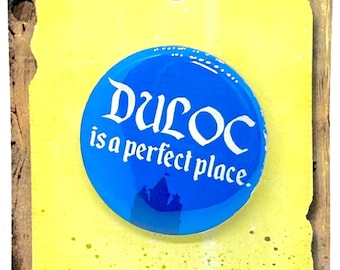 DULOC
is a perfect place.